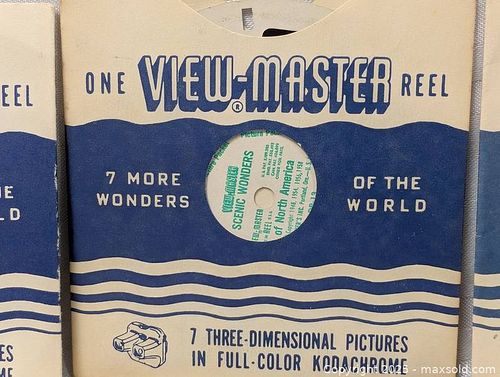 ONE VIEW-MASTER® REEL
7 MORE
WONDERS
OF THE
WORLD
VIEW-MASTER
SCENIC WONDERS
of North America
7 THREE-DIMENSIONAL PICTURES
IN FULL-COLOR KODACHROME
EEL
LD
ES
ME
Copyright 2025 - maxsold.com